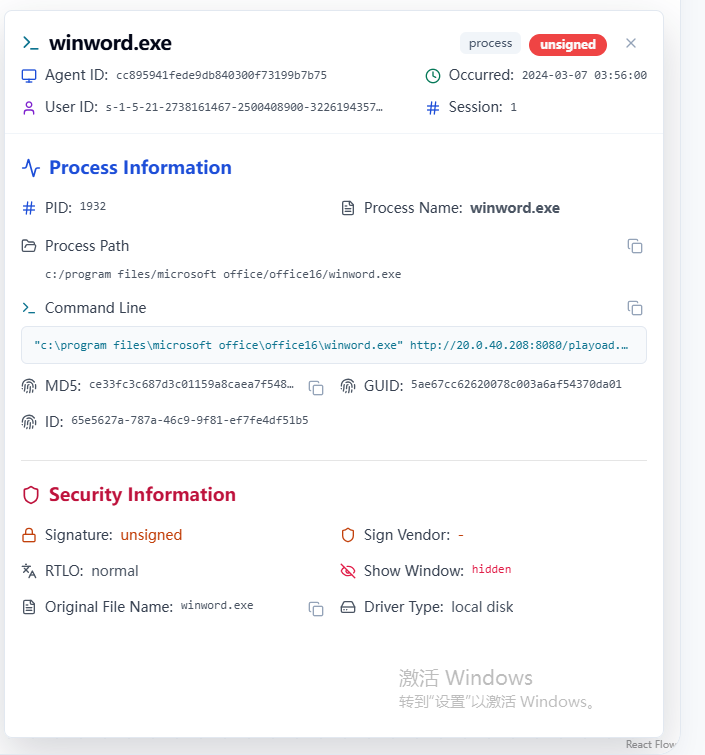 winword.exe process unsigned
Agent ID: cc895941fede9db840300f73199b7b75 Occurred: 2024-03-07 03:56:00
User ID: s-1-5-21-2738161467-2500408900-3226194357… Session: 1
Process Information
PID: 1932 Process Name: winword.exe
Process Path
c:/program files/microsoft office/office16/winword.exe
Command Line
"c:\program files\microsoft office\office16\winword.exe" http://20.0.40.208:8080/playoad.…
MD5: ce33fc3c687d3c01159a8caea7f548… GUID: 5ae67cc62620078c003a6af54370da01
ID: 65e5627a-787a-46c9-9f81-ef7fe4df51b5
Security Information
Signature: unsigned Sign Vendor: -
RTLO: normal Show Window: hidden
Original File Name: winword.exe Driver Type: local disk
激活 Windows
转到“设置”以激活 Windows。
React Flow